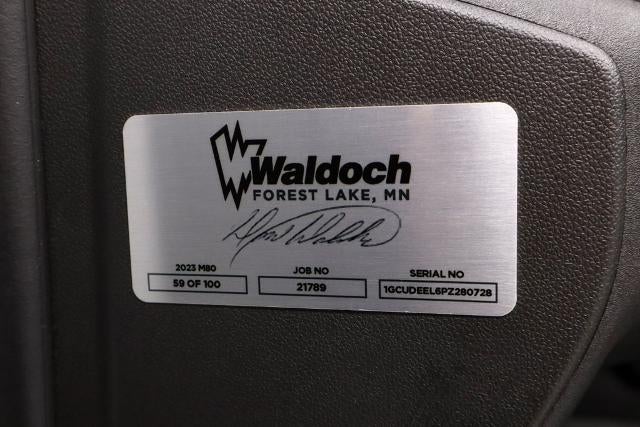 Waldoch
FOREST LAKE, MN
2023 M80
JOB NO
SERIAL NO
59 OF 100
21789
1GCUDEEL6PZ280728